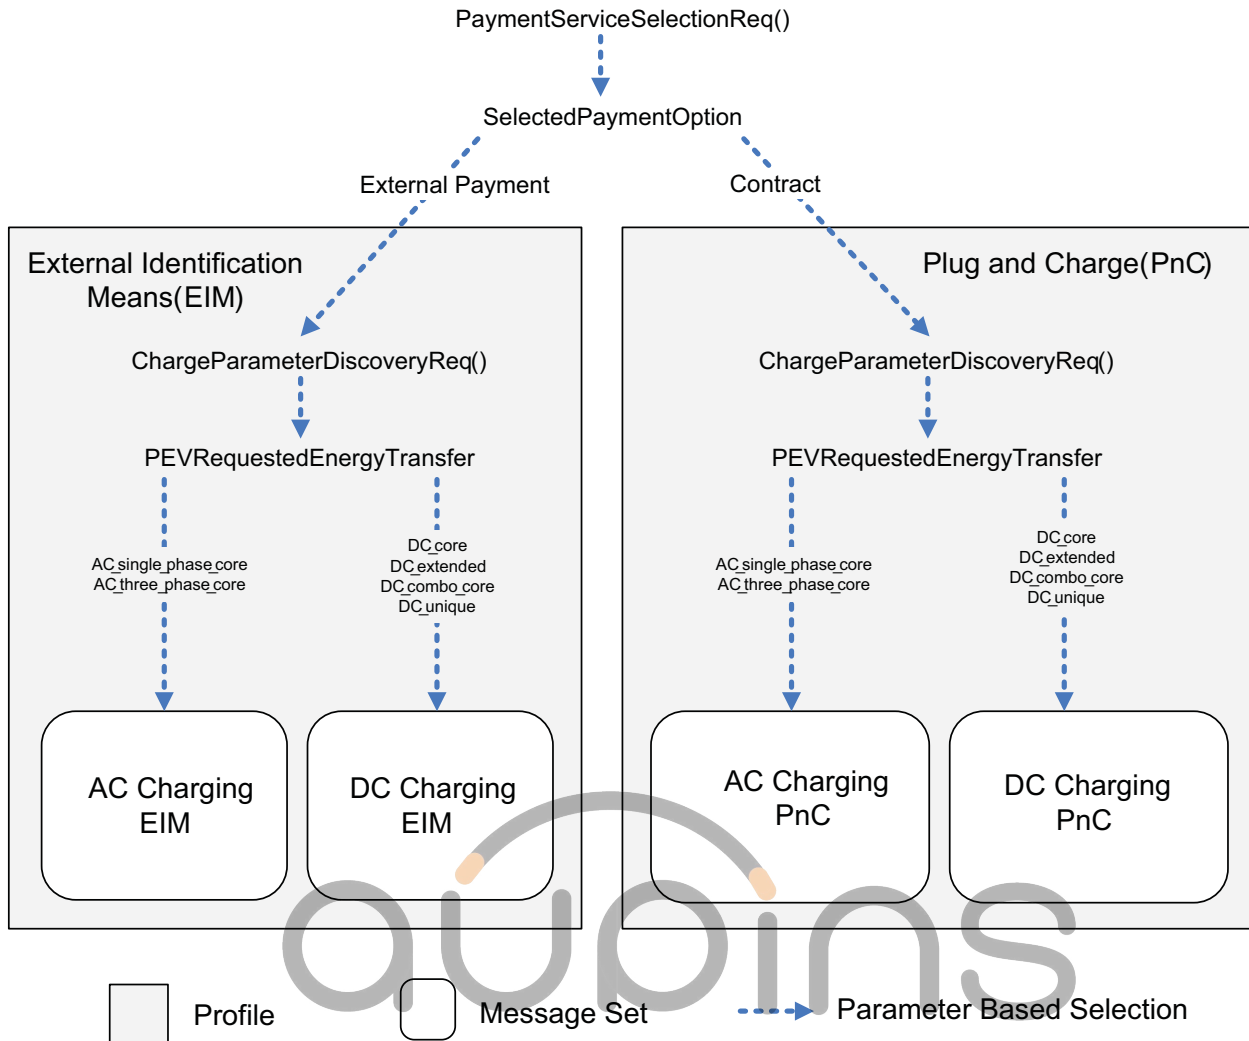 PaymentServiceSelectionReq()
SelectedPaymentOption
External Payment
Contract
External Identification
Means(EIM)
Plug and Charge(PnC)
ChargeParameterDiscoveryReq()
ChargeParameterDiscoveryReq()
PEVRequestedEnergyTransfer
PEVRequestedEnergyTransfer
AC_single_phase_core
AC_three_phase_core
DC_core
DC_extended
DC_combo_core
DC_unique
AC_single_phase_core
AC_three_phase_core
DC_core
DC_extended
DC_combo_core
DC_unique
AC Charging
EIM
DC Charging
EIM
AC Charging
PnC
DC Charging
PnC
Profile
Message Set
Parameter Based Selection